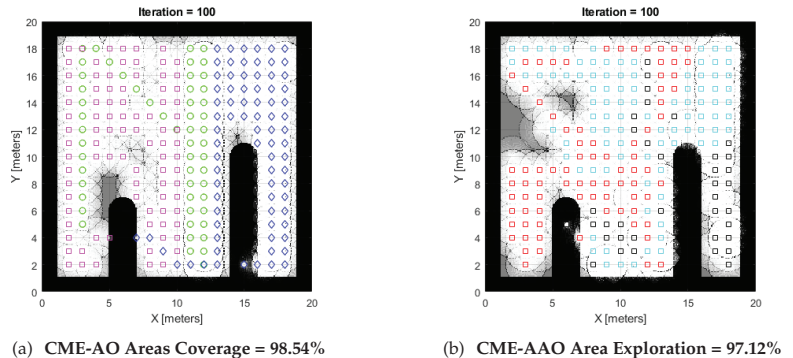 Iteration = 100
20
18
16
14
12
10
8
6
4
2
0
Y [meters]
0 5 10 15 20
X [meters]
(a) CME-AO Areas Coverage = 98.54%
Iteration = 100
20
18
16
14
12
10
8
6
4
2
0
Y [meters]
0 5 10 15 20
X [meters]
(b) CME-AAO Area Exploration = 97.12%